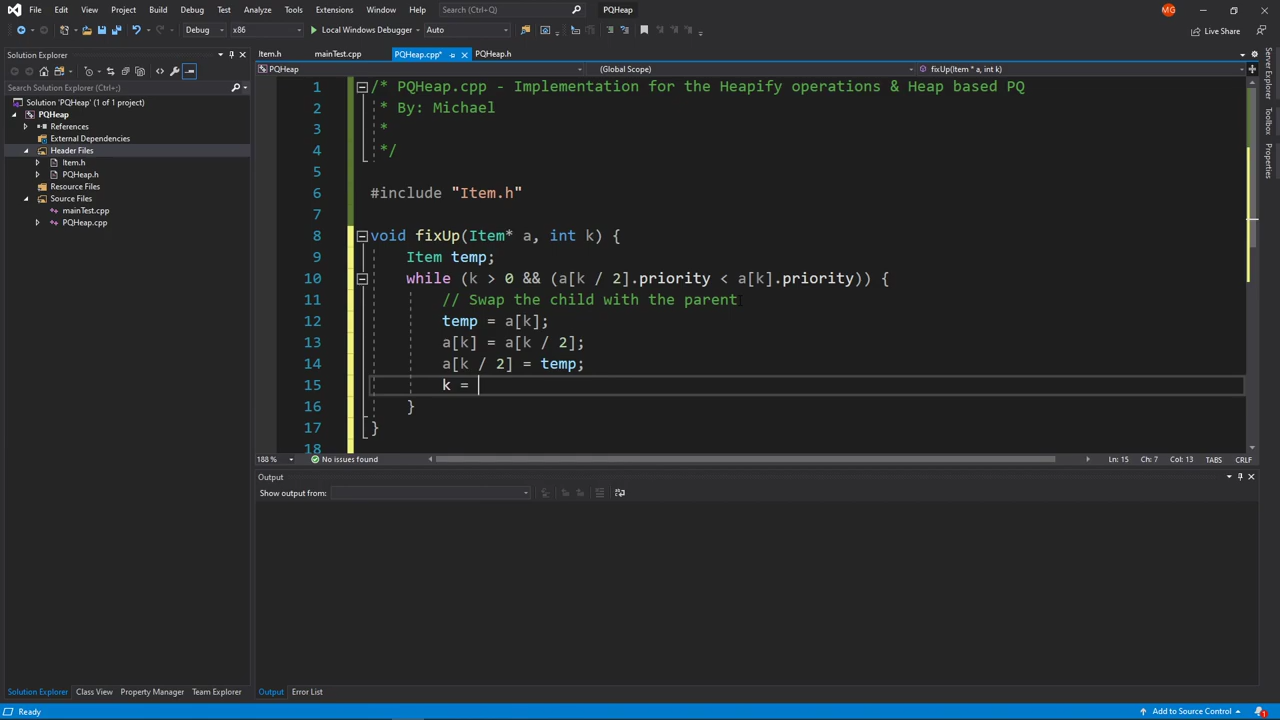 File Edit View Project Build Debug Test Analyze Tools Extensions Window Help Search (Ctrl+;) PQHeap MG
Debug x86 Local Windows Debugger Auto Live Share
Solution Explorer
Search Solution Explorer (Ctrl+;)
Solution 'PQHeap' (1 of 1 project)
PQHeap
References
External Dependencies
Header Files
Item.h
PQHeap.h
Resource Files
Source Files
mainTest.cpp
PQHeap.cpp
Solution Explorer Class View Property Manager Team Explorer
Item.h mainTest.cpp PQHeap.cpp* PQHeap.h
PQHeap (Global Scope) fixUp(Item * a, int k)
1 /* PQHeap.cpp - Implementation for the Heapify operations & Heap based PQ
2 * By: Michael
3 *
4 */
5
6 #include "Item.h"
7
8 void fixUp(Item* a, int k) {
9 Item temp;
10 while (k > 0 && (a[k / 2].priority < a[k].priority)) {
11 // Swap the child with the parent
12 temp = a[k];
13 a[k] = a[k / 2];
14 a[k / 2] = temp;
15 k =
16 }
17 }
18
188 % No issues found Ln: 15 Ch: 7 Col: 13 TABS CRLF
Output
Show output from:
Output Error List
Server Explorer
Toolbox
Properties
Ready Add to Source Control 1